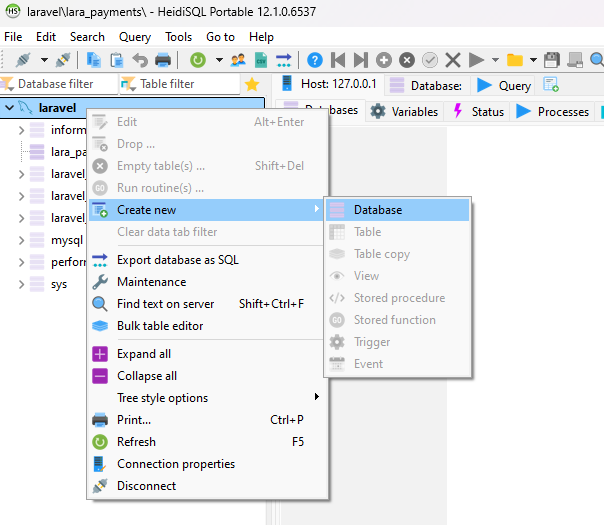 laravel\lara_payments\ - HeidiSQL Portable 12.1.0.6537
File Edit Search Query Tools Go to Help
Database filter Table filter Host: 127.0.0.1 Database: Query
laravel Databases Variables Status Processes
inform
lara_pa
laravel_
laravel_
laravel_
mysql
perform
sys
Edit Alt+Enter
Drop ...
Empty table(s) ... Shift+Del
Run routine(s) ...
Create new
Clear data tab filter
Export database as SQL
Maintenance
Find text on server Shift+Ctrl+F
Bulk table editor
Expand all
Collapse all
Tree style options
Print... Ctrl+P
Refresh F5
Connection properties
Disconnect
Database
Table
Table copy
View
Stored procedure
Stored function
Trigger
Event